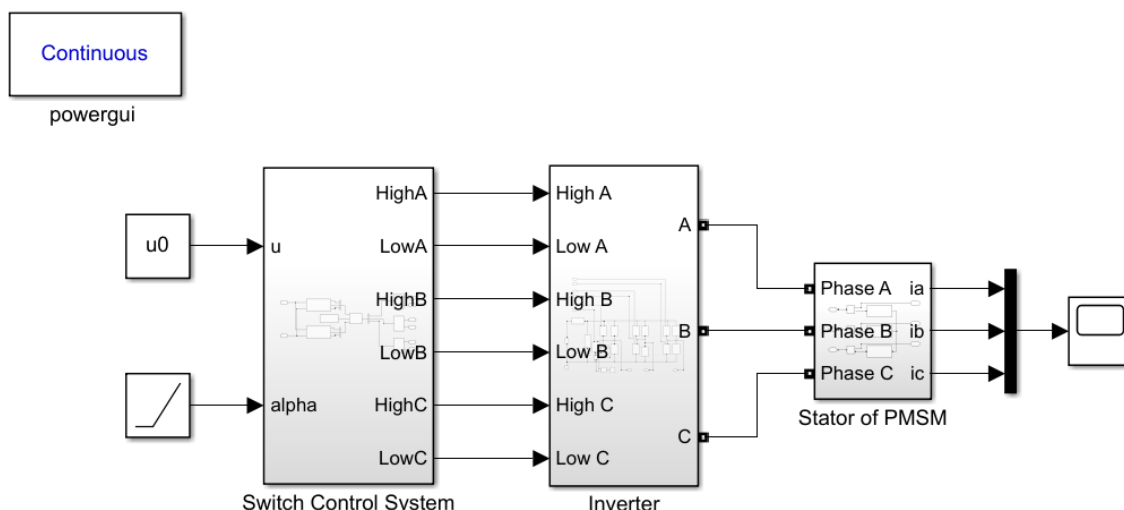 Continuous
powergui
u0
u
alpha
HighA
LowA
HighB
LowB
HighC
LowC
Switch Control System
High A
Low A
High B
Low B
High C
Low C
A
B
C
Inverter
Phase A ia
Phase B ib
Phase C ic
Stator of PMSM